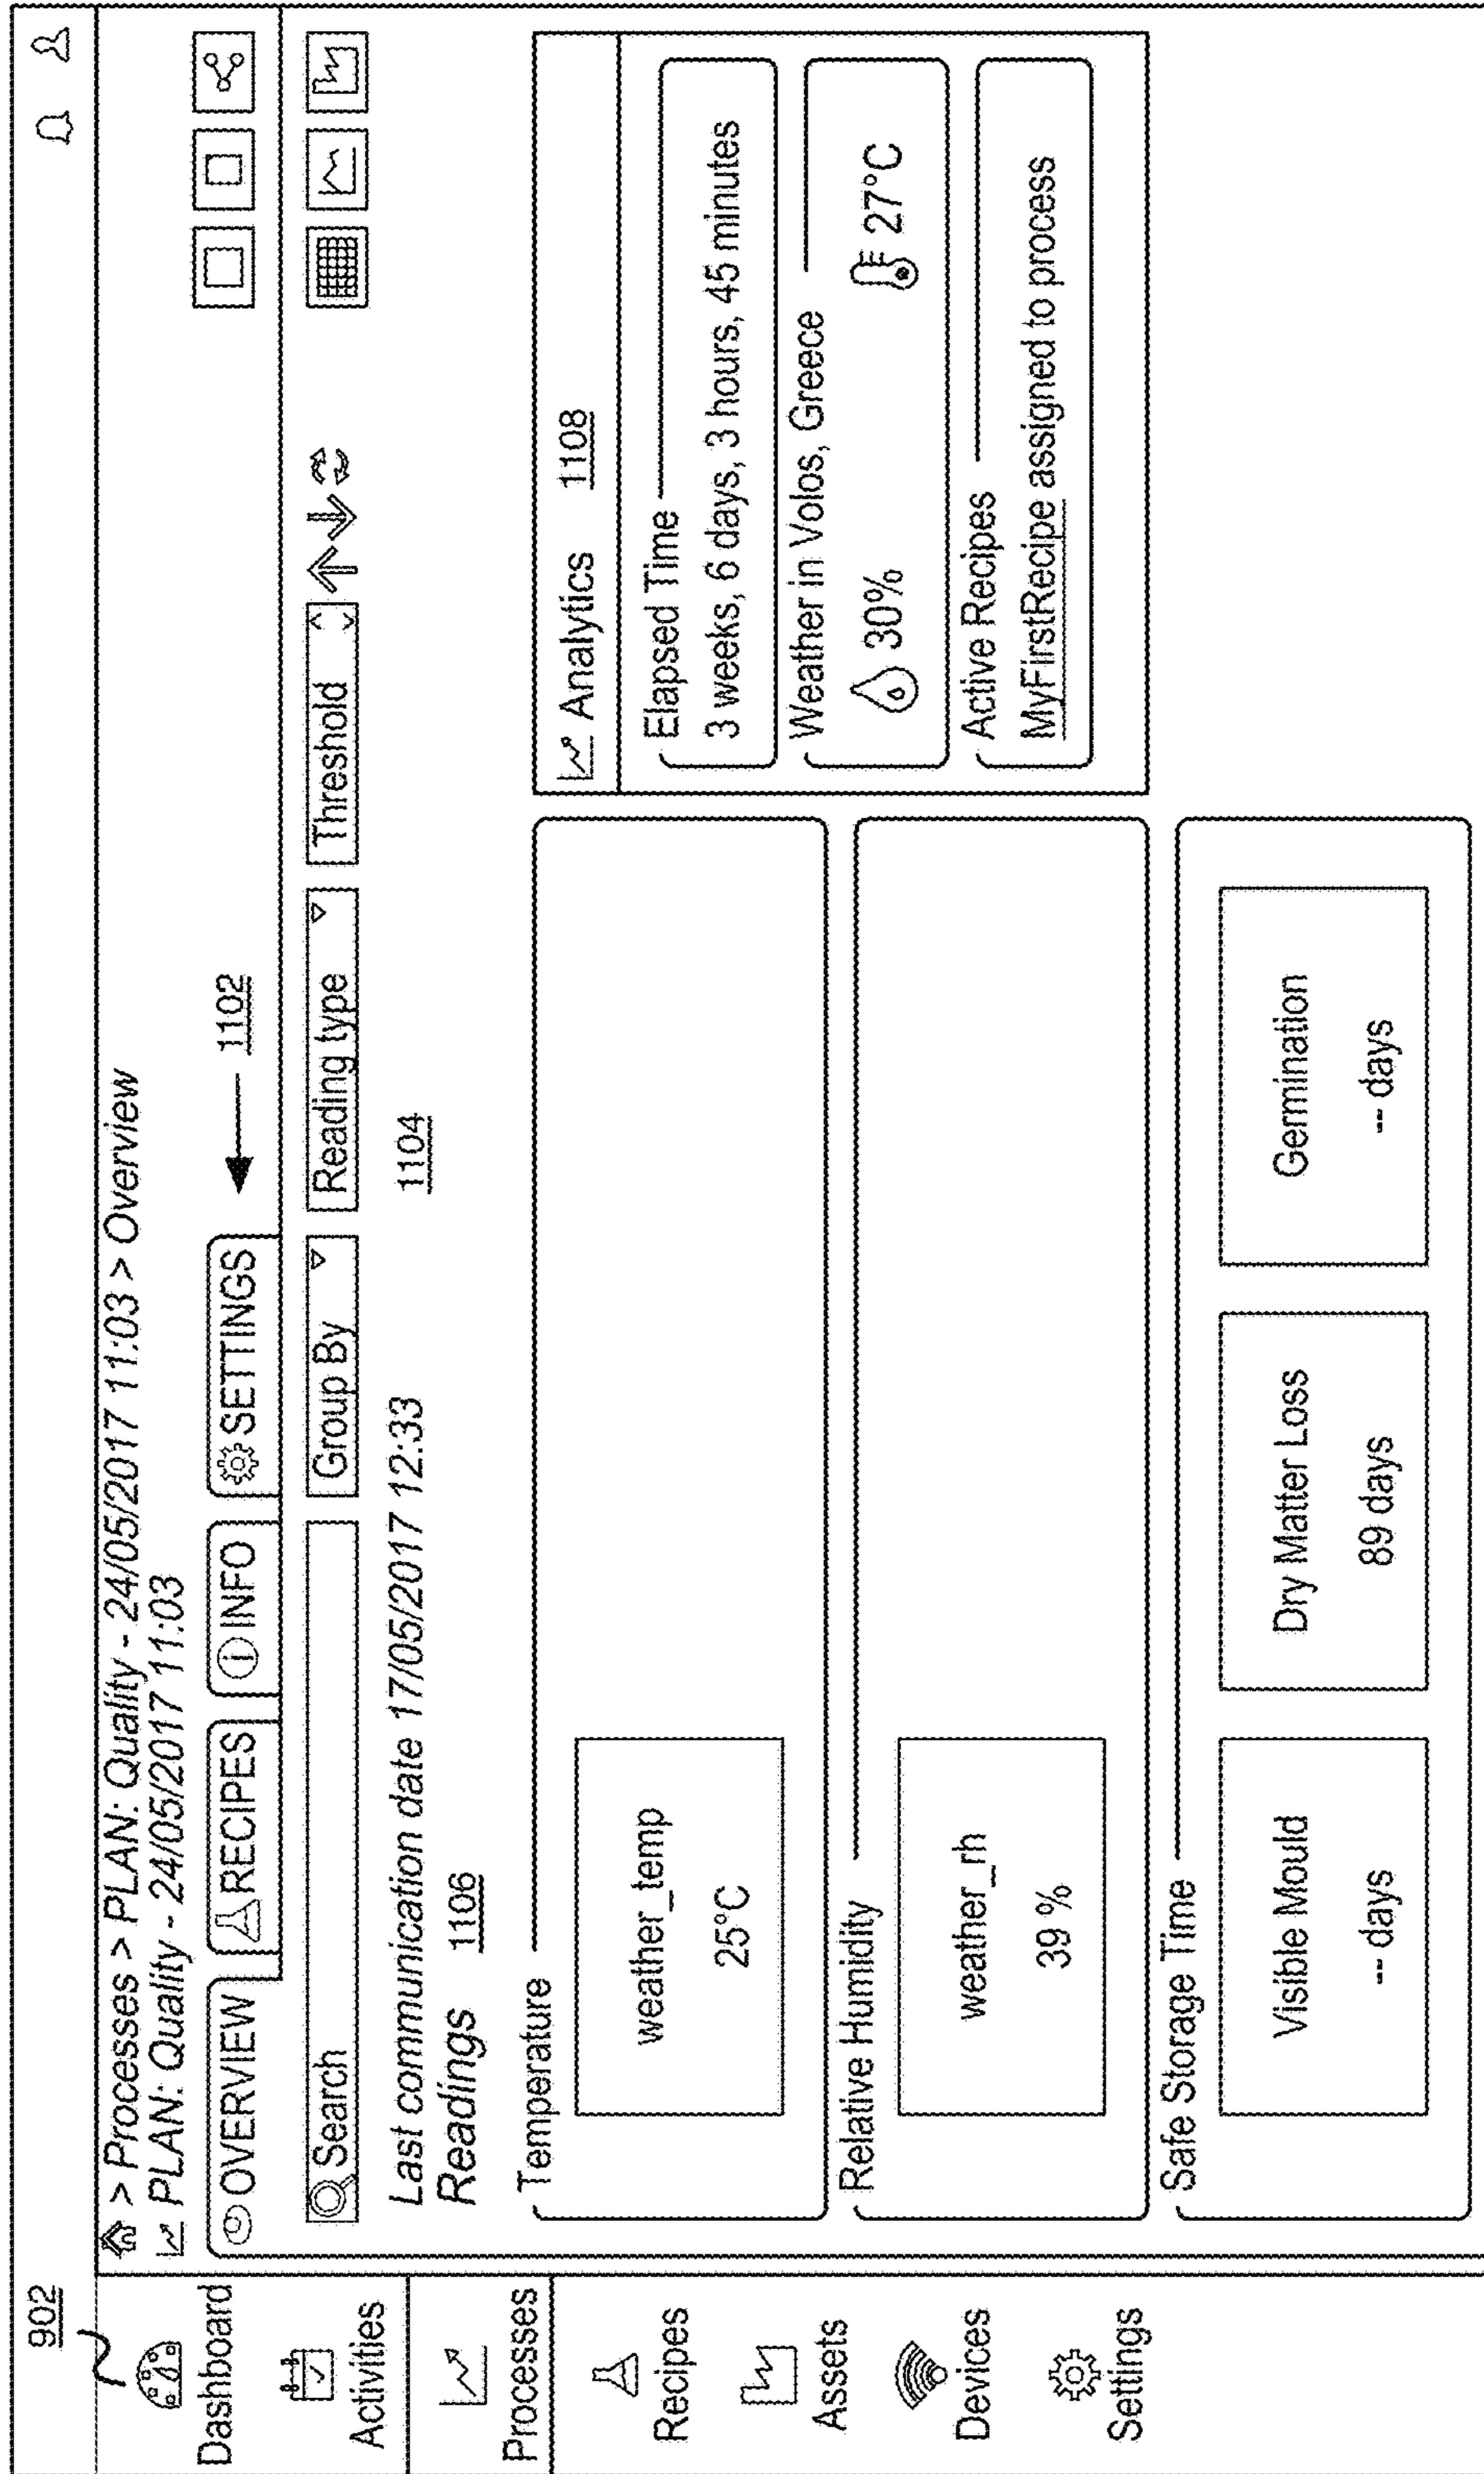 902
Dashboard
Activities
Processes
Recipes
Assets
Devices
Settings
> Processes > PLAN: Quality - 24/05/2017 11:03 > Overview
PLAN: Quality - 24/05/2017 11:03
OVERVIEW
RECIPES
INFO
SETTINGS
1102
Search
Group By
Reading type
Threshold
Last communication date 17/05/2017 12:33
1104
Readings 1106
Temperature
weather_temp
25°C
Relative Humidity
weather_rh
39 %
Safe Storage Time
Visible Mould
-- days
Dry Matter Loss
89 days
Germination
-- days
Analytics 1108
Elapsed Time
3 weeks, 6 days, 3 hours, 45 minutes
Weather in Volos, Greece
30% 27°C
Active Recipes
MyFirstRecipe assigned to process